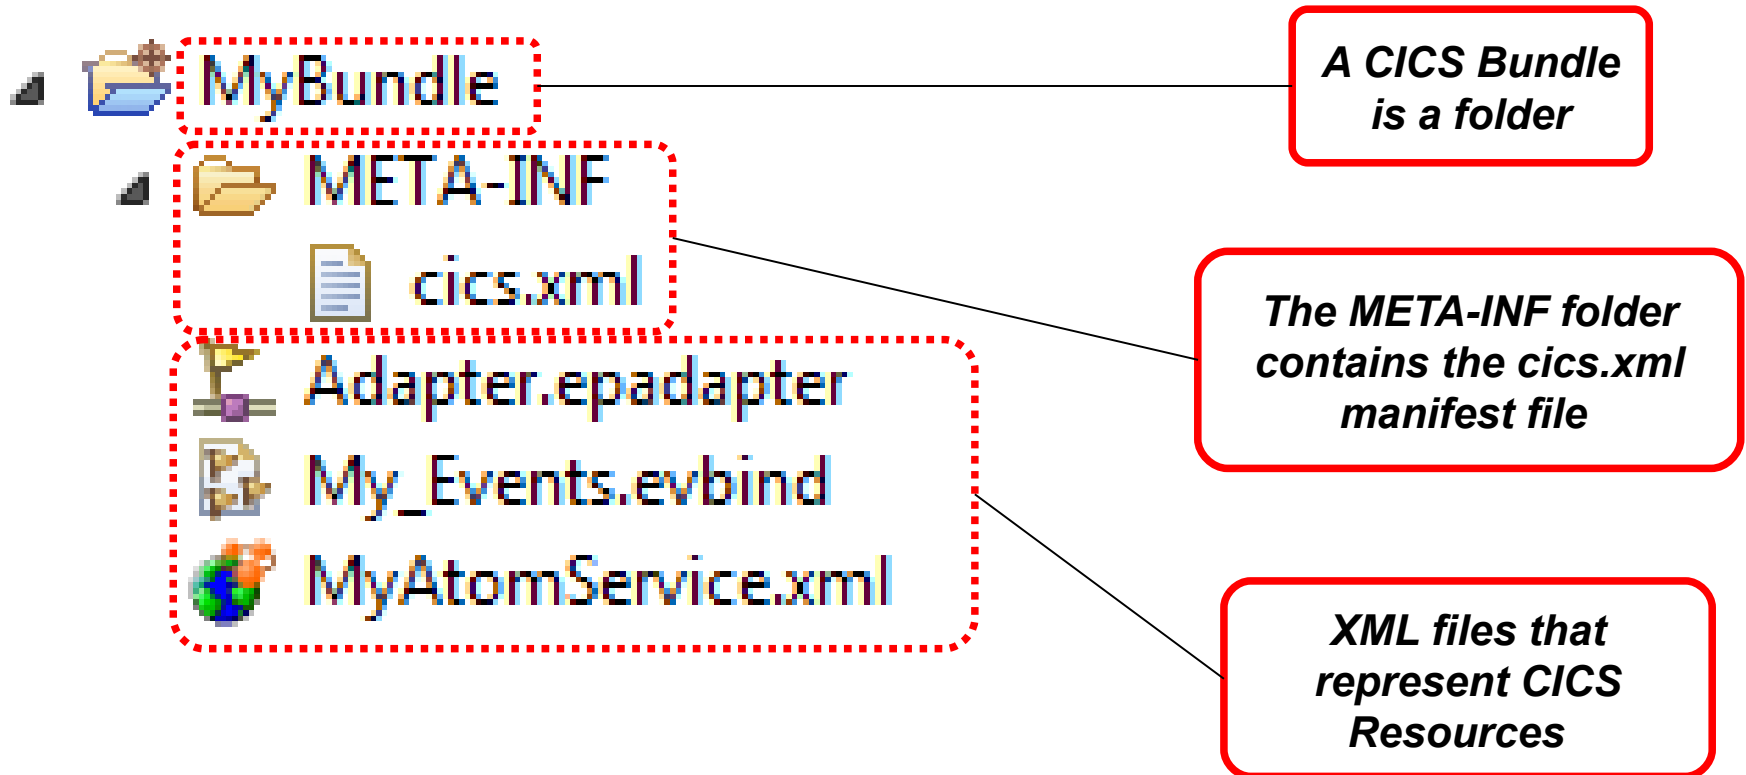 MyBundle
META-INF
cics.xml
Adapter.epadapter
My_Events.evbind
MyAtomService.xml
A CICS Bundle
is a folder
The META-INF folder
contains the cics.xml
manifest file
XML files that
represent CICS
Resources